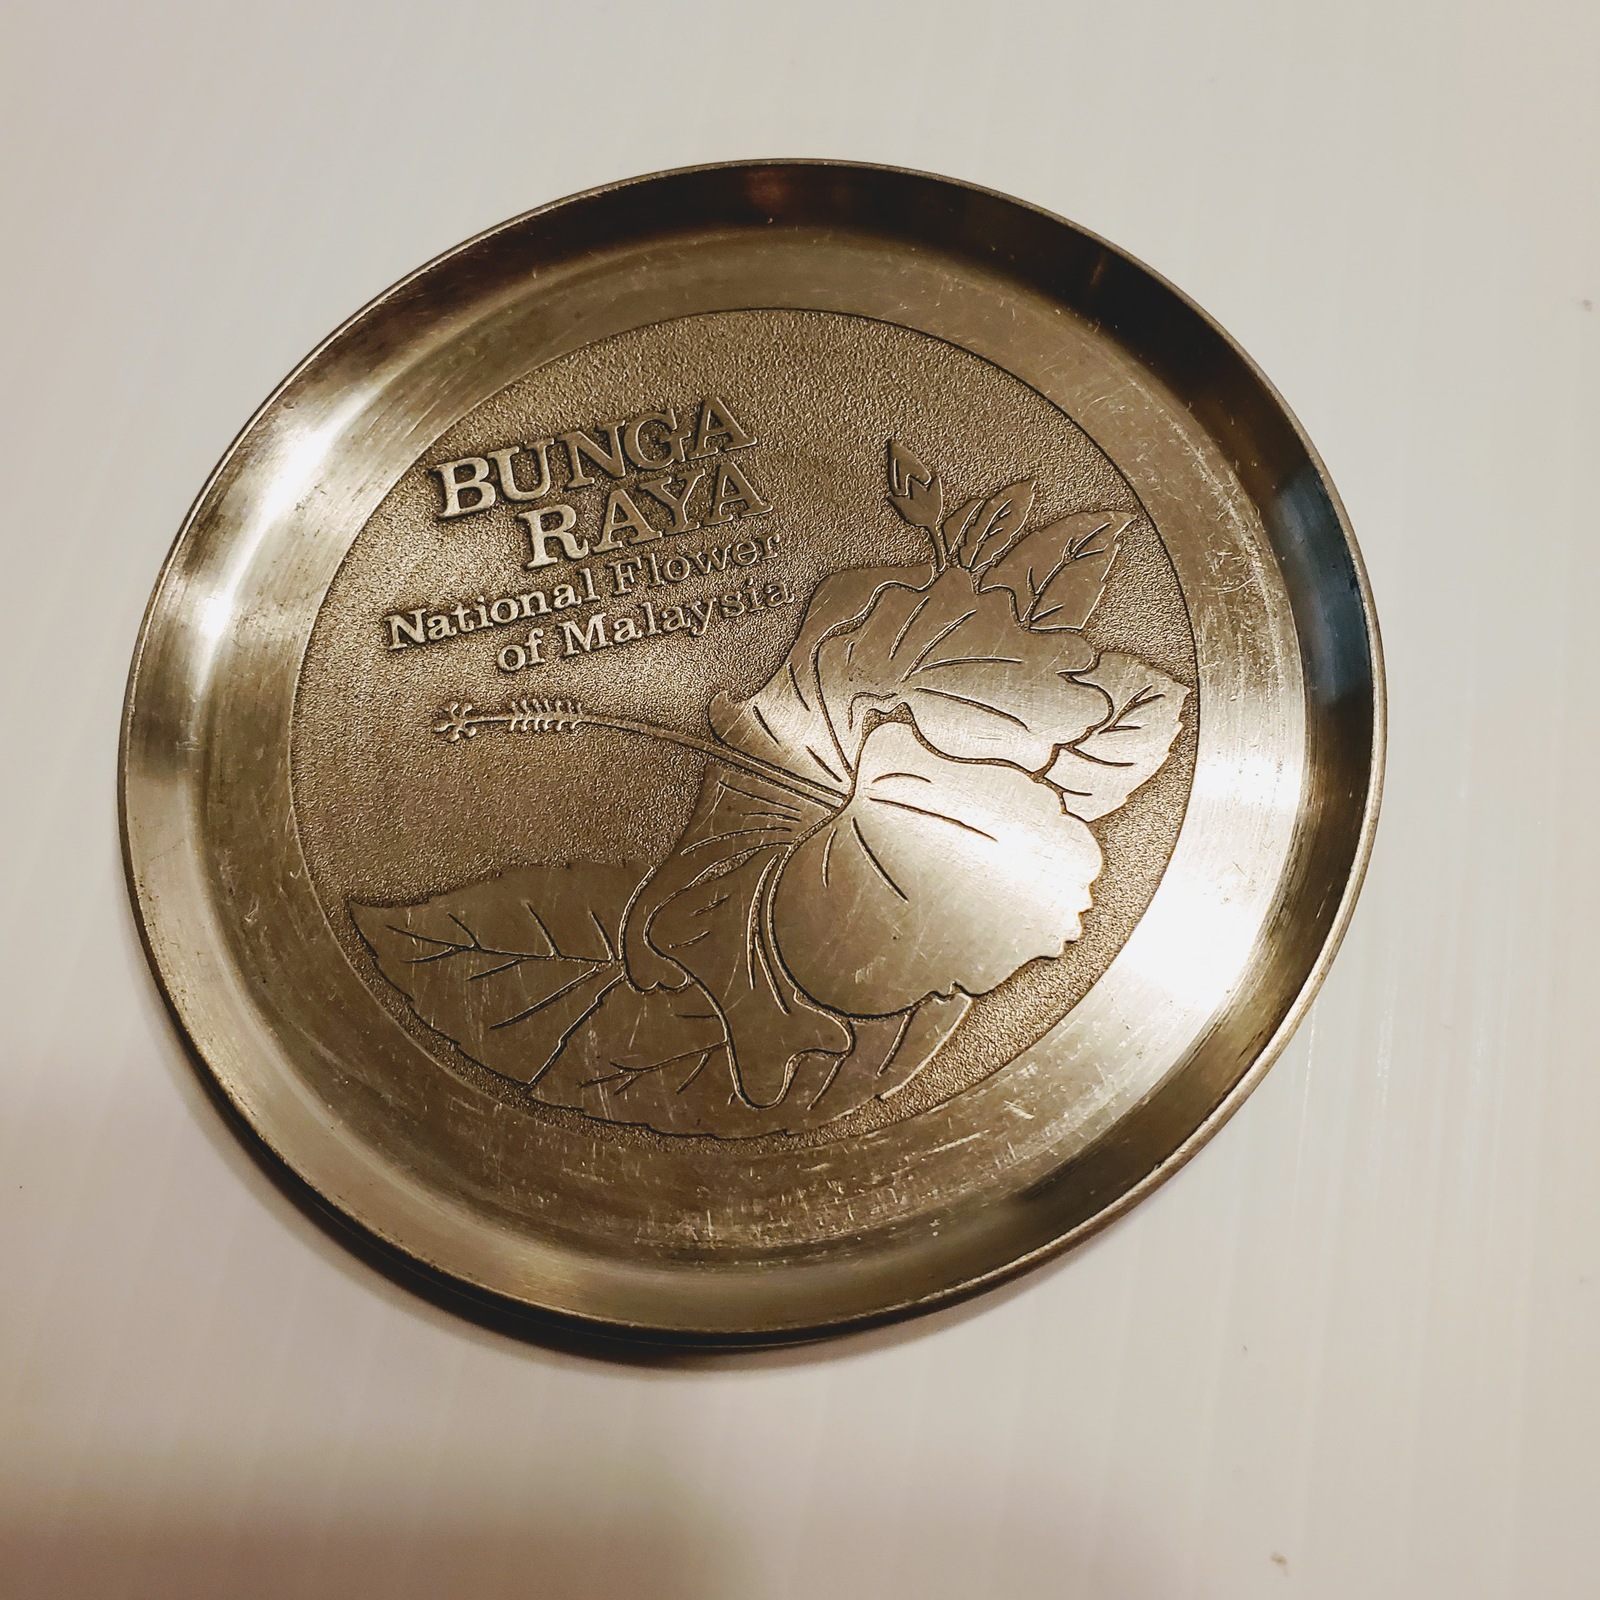 BUNGA
RAYA
National Flower
of Malaysia